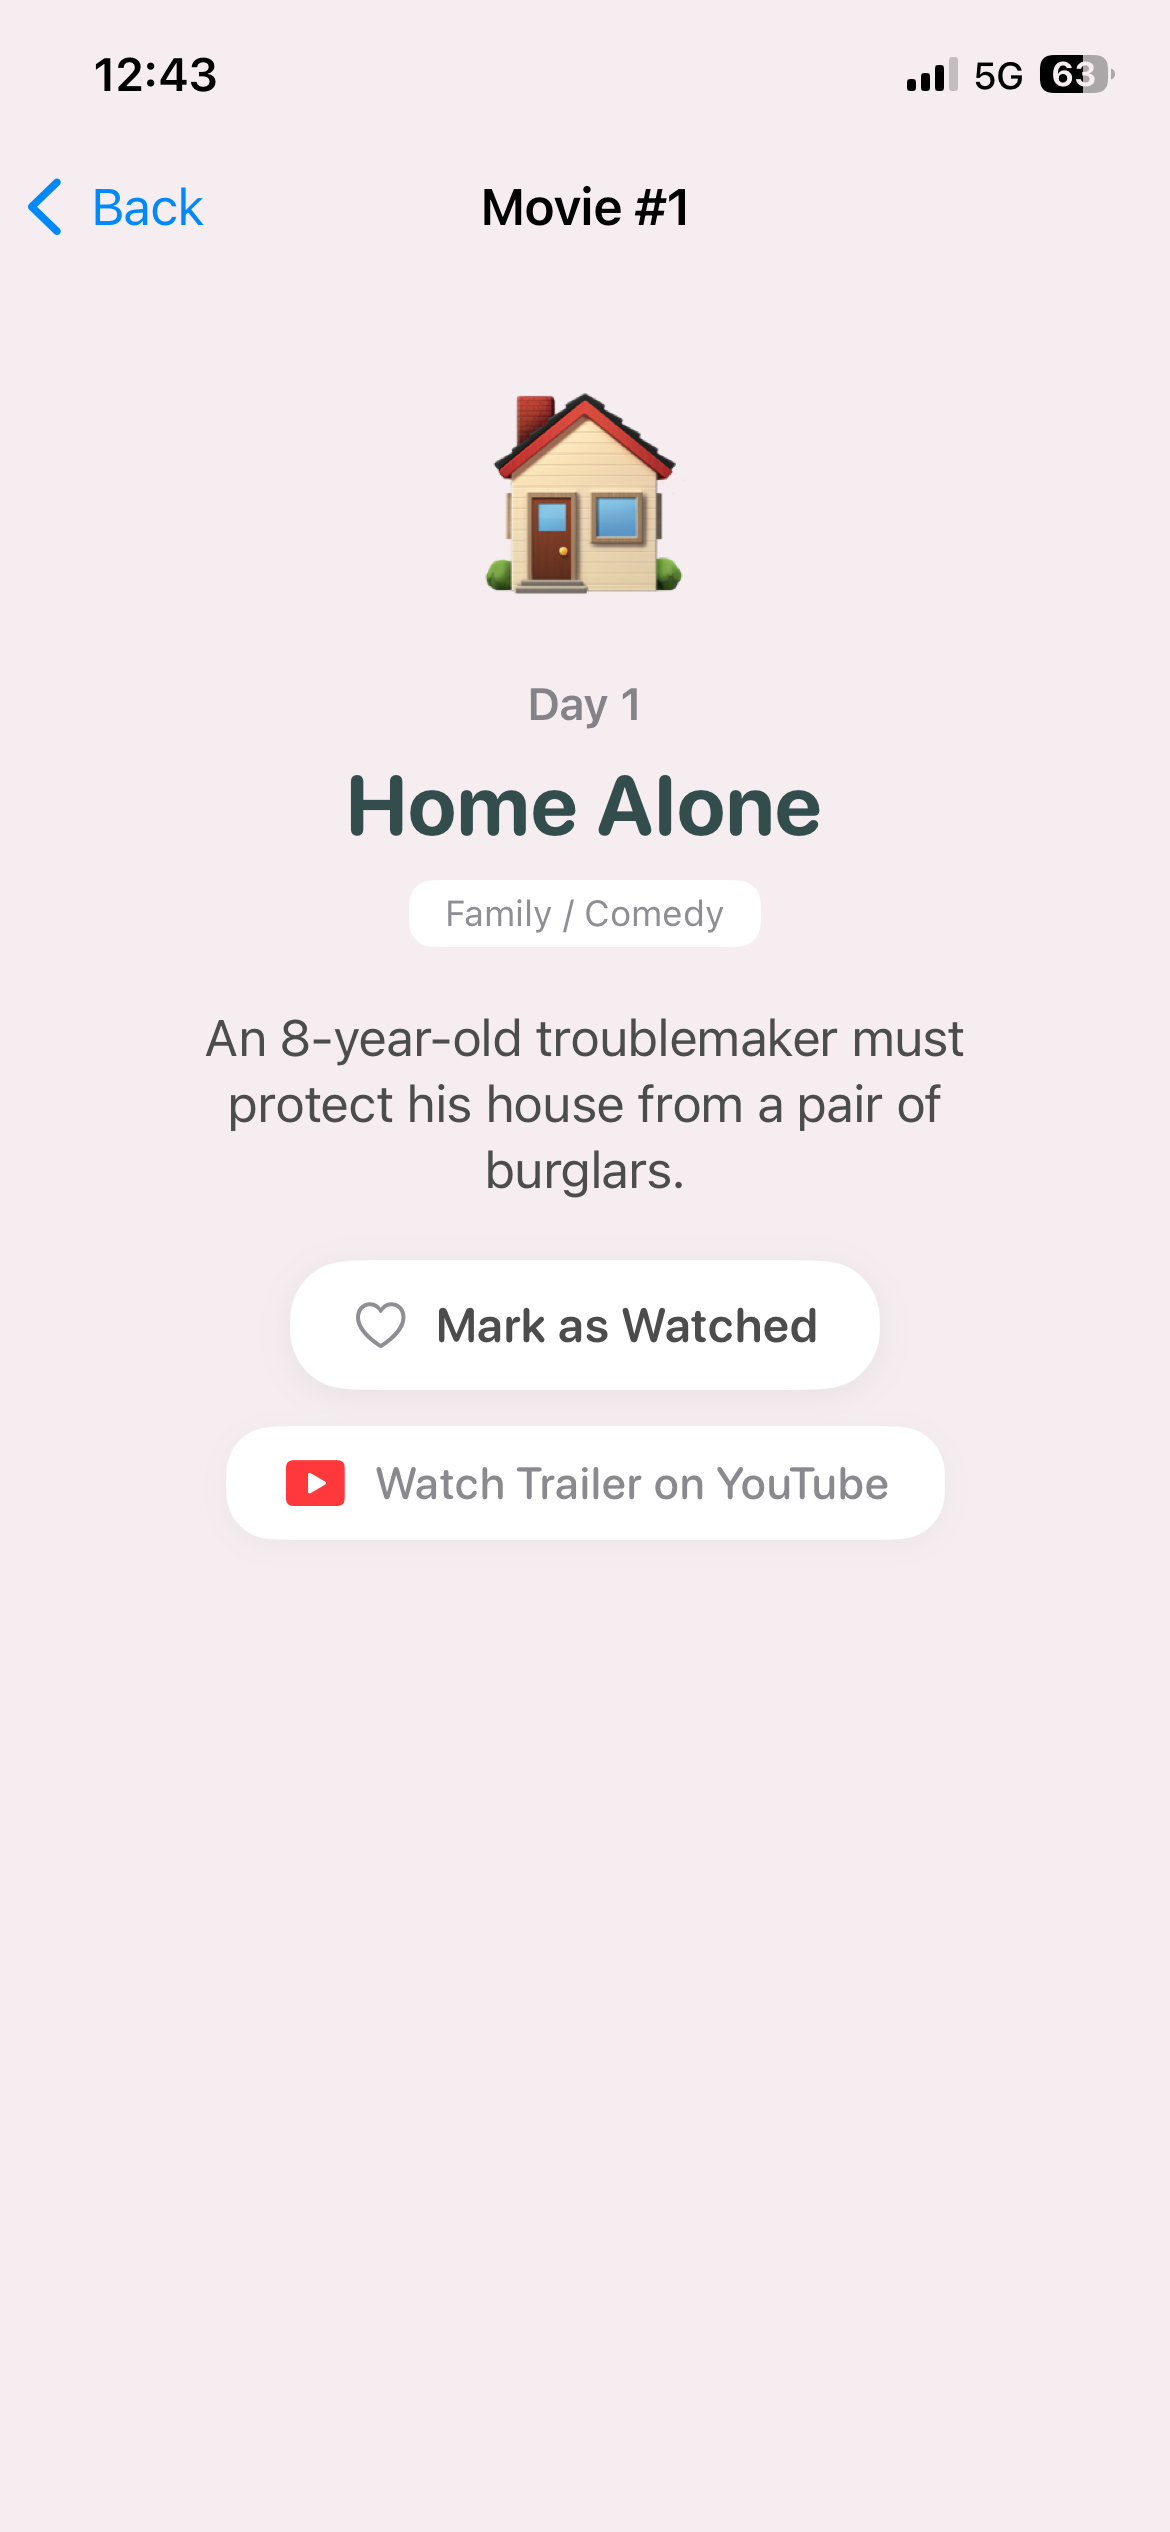 12:43
5G
63
Back
Movie #1
Day 1
Home Alone
Family / Comedy
An 8-year-old troublemaker must
protect his house from a pair of
burglars.
Mark as Watched
Watch Trailer on YouTube